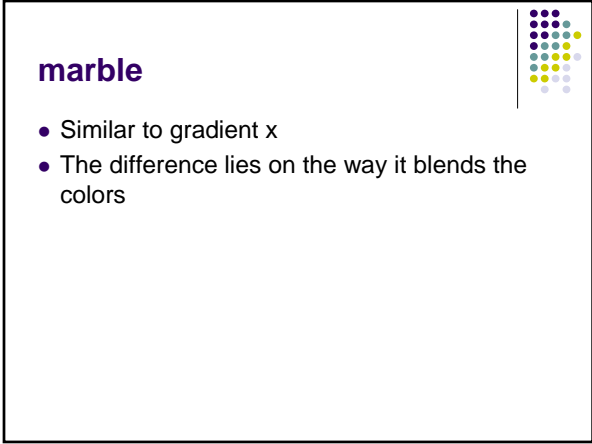 marble
● Similar to gradient x
● The difference lies on the way it blends the
colors